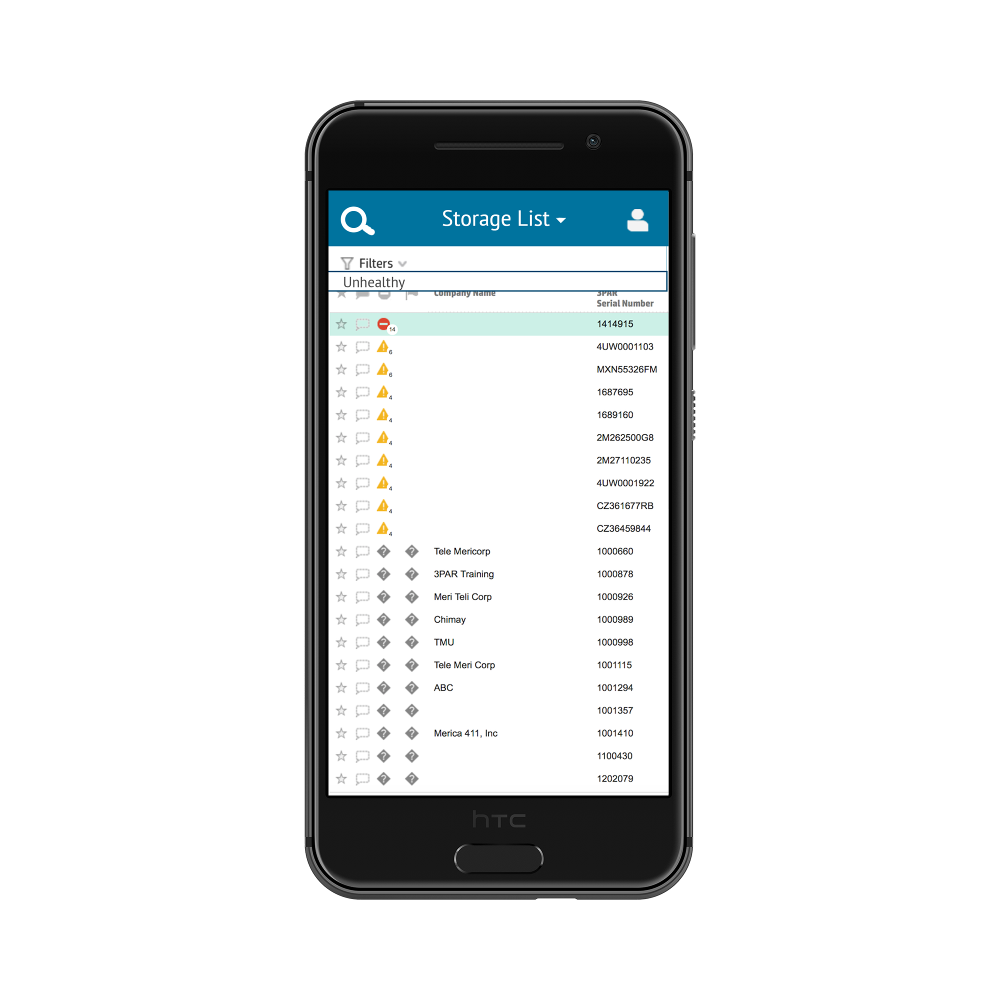 Storage List
Filters
Unhealthy
Company Name 3PAR
Serial Number
14 1414915
6 4UW0001103
6 MXN55326FM
4 1687695
4 1689160
4 2M262500G8
4 2M27110235
4 4UW0001922
4 CZ361677RB
4 CZ36459844
? ? Tele Mericorp 1000660
? ? 3PAR Training 1000878
? ? Meri Teli Corp 1000926
? ? Chimay 1000989
? ? TMU 1000998
? ? Tele Meri Corp 1001115
? ? ABC 1001294
? ? 1001357
? ? Merica 411, Inc 1001410
? ? 1100430
? ? 1202079
hTC